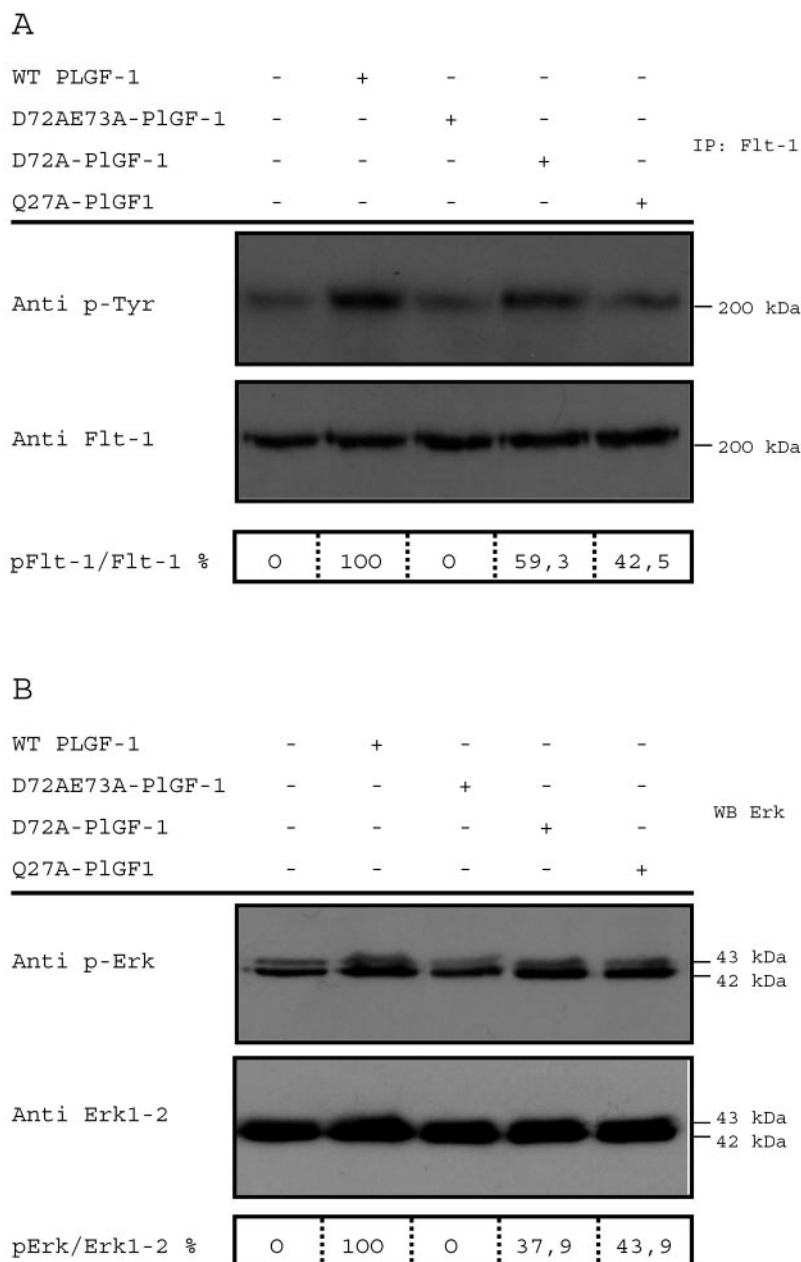 A
WT PLGF-1 - + - - -
D72AE73A-PlGF-1 - - + - -
IP: Flt-1
D72A-PlGF-1 - - - + -
Q27A-PlGF1 - - - - +
Anti p-Tyr
200 kDa
Anti Flt-1
200 kDa
pFlt-1/Flt-1 % 0 100 0 59,3 42,5
B
WT PLGF-1 - + - - -
D72AE73A-PlGF-1 - - + - -
WB Erk
D72A-PlGF-1 - - - + -
Q27A-PlGF1 - - - - +
Anti p-Erk
43 kDa
42 kDa
Anti Erk1-2
43 kDa
42 kDa
pErk/Erk1-2 % 0 100 0 37,9 43,9